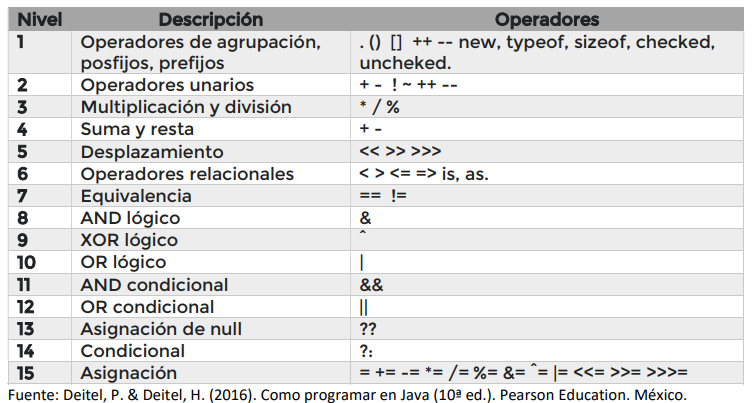 Nivel Descripción Operadores
1 Operadores de agrupación, . () [] ++ -- new, typeof, sizeof, checked,
posfijos, prefijos uncheked.
2 Operadores unarios + - ! ~ ++ --
3 Multiplicación y división * / %
4 Suma y resta + -
5 Desplazamiento << >> >>>
6 Operadores relacionales < > <= => is, as.
7 Equivalencia == !=
8 AND lógico &
9 XOR lógico ^
10 OR lógico |
11 AND condicional &&
12 OR condicional ||
13 Asignación de null ??
14 Condicional ?:
15 Asignación = += -= *= /= %= &= ^= |= <<= >>= >>>=
Fuente: Deitel, P. & Deitel, H. (2016). Como programar en Java (10ª ed.). Pearson Education. México.